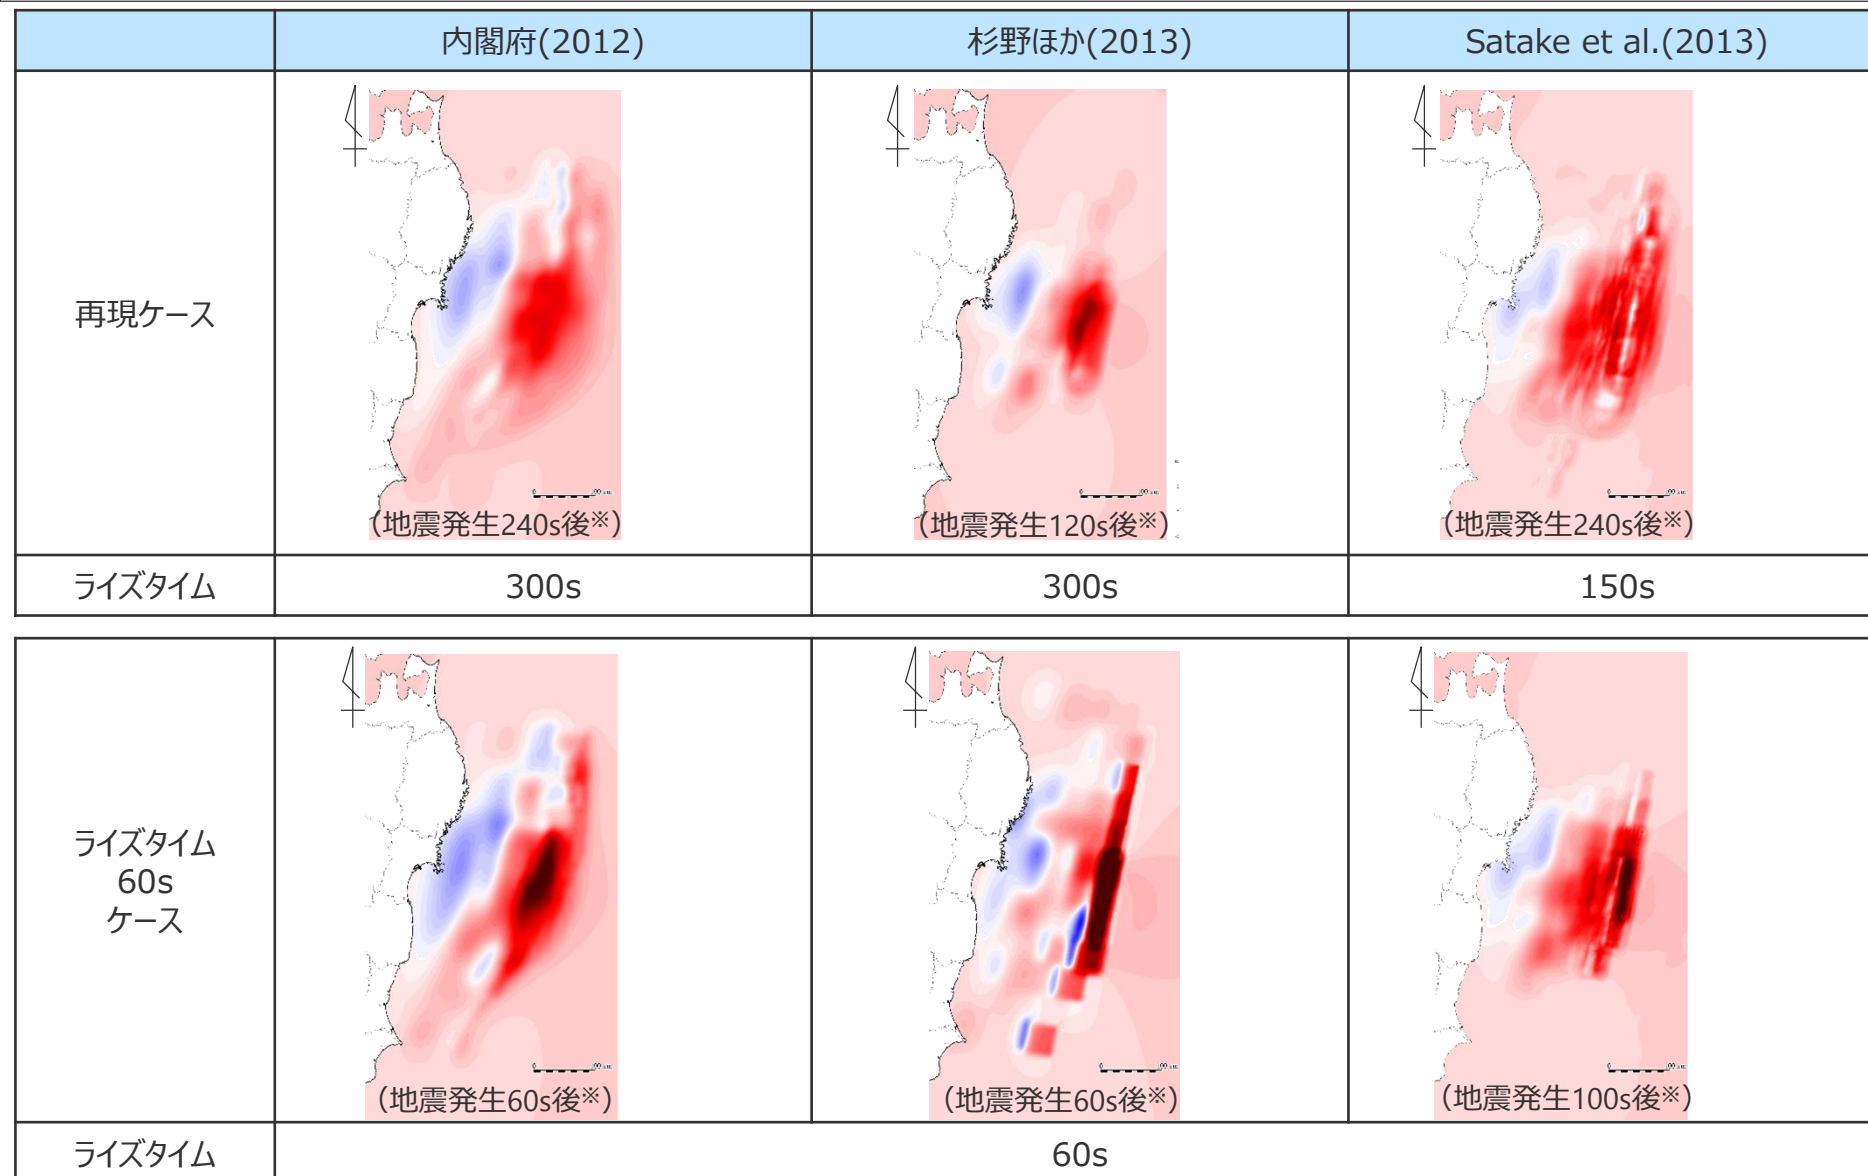 内閣府(2012)
杉野ほか(2013)
Satake et al.(2013)
再現ケース
(地震発生240s後※)
(地震発生120s後※)
(地震発生240s後※)
ライズタイム
300s
300s
150s
ライズタイム
60s
ケース
(地震発生60s後※)
(地震発生60s後※)
(地震発生100s後※)
ライズタイム
60s